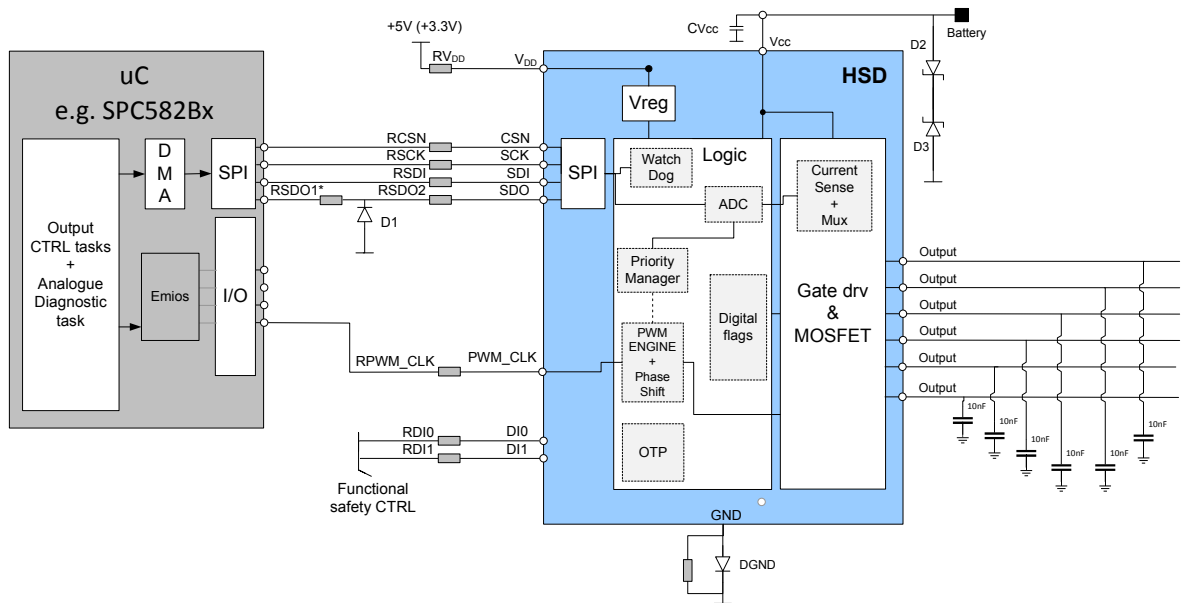 +5V (+3.3V)
CVcc
Battery
Vcc
D2
D3
uC
e.g. SPC582Bx
RVDD
VDD
HSD
Vreg
D
M
A
SPI
RCSN
CSN
RSCK
SCK
RSDI
SDI
RSDO1*
RSDO2
SDO
D1
SPI
Logic
Watch
Dog
ADC
Current
Sense
+
Mux
Output
CTRL tasks
+
Analogue
Diagnostic
task
Emios
I/O
Priority
Manager
Digital
flags
PWM
ENGINE
+
Phase
Shift
Gate drv
&
MOSFET
OTP
RPWM_CLK
PWM_CLK
RDI0
DI0
RDI1
DI1
Functional
safety CTRL
Output
Output
Output
Output
Output
Output
10nF
10nF
10nF
10nF
10nF
10nF
GND
DGND